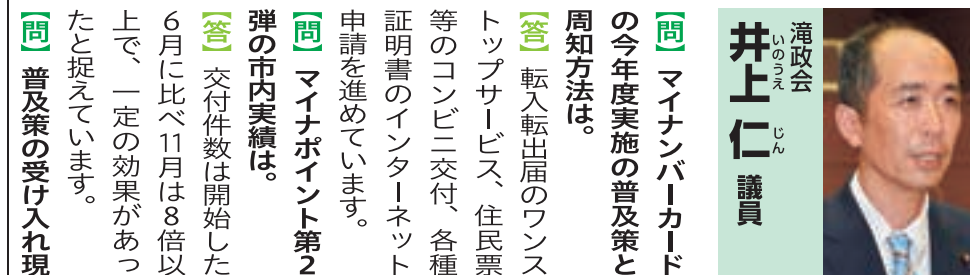 滝政会
井上 仁 議員
いのうえ じん
【問】 マイナンバーカード
の今年度実施の普及策と
周知方法は。
【答】 転入転出届のワンス
トップサービス、住民票
等のコンビニ交付、各種
証明書のインターネット
申請を進めています。
【問】 マイナポイント第2
弾の市内実績は。
【答】 交付件数は開始した
6月に比べ11月は8倍以
上で、一定の効果があっ
たと捉えています。
【問】 普及策の受け入れ現